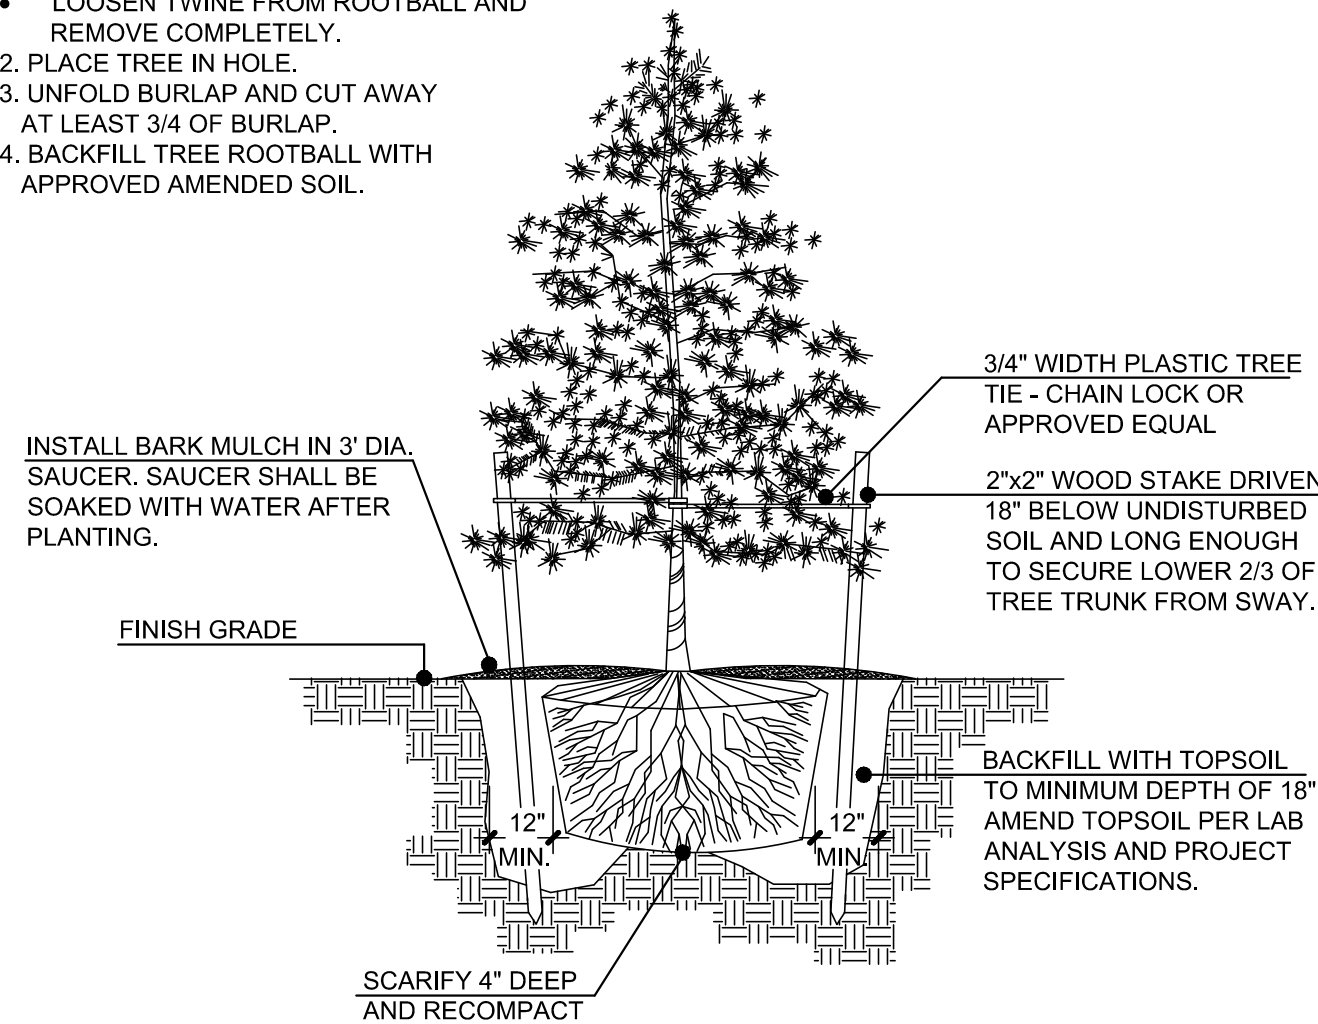 • LOOSEN TWINE FROM ROOTBALL AND
REMOVE COMPLETELY.
2. PLACE TREE IN HOLE.
3. UNFOLD BURLAP AND CUT AWAY
AT LEAST 3/4 OF BURLAP.
4. BACKFILL TREE ROOTBALL WITH
APPROVED AMENDED SOIL.
3/4" WIDTH PLASTIC TREE
TIE - CHAIN LOCK OR
APPROVED EQUAL
INSTALL BARK MULCH IN 3' DIA.
SAUCER. SAUCER SHALL BE
SOAKED WITH WATER AFTER
PLANTING.
2"x2" WOOD STAKE DRIVEN
18" BELOW UNDISTURBED
SOIL AND LONG ENOUGH
TO SECURE LOWER 2/3 OF
TREE TRUNK FROM SWAY.
FINISH GRADE
BACKFILL WITH TOPSOIL
TO MINIMUM DEPTH OF 18"
AMEND TOPSOIL PER LAB
ANALYSIS AND PROJECT
SPECIFICATIONS.
12"
MIN.
12"
MIN.
SCARIFY 4" DEEP
AND RECOMPACT